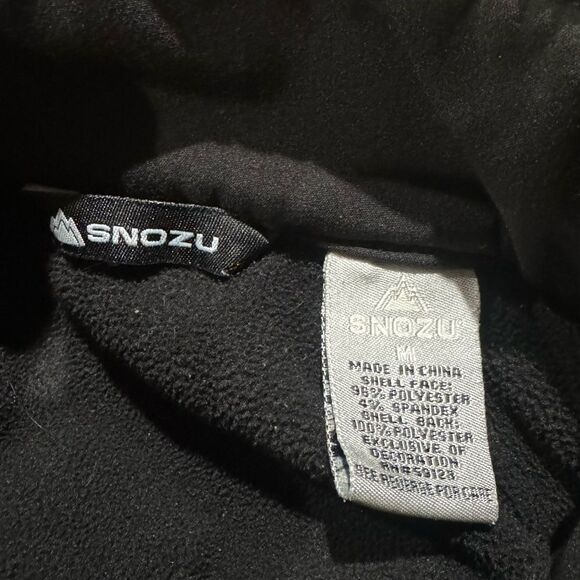 SNOZU
SNOZU
M
MADE IN CHINA
SHELL FACE:
96% POLYESTER
4% SPANDEX
SHELL BACK:
100% POLYESTER
EXCLUSIVE OF
DECORATION
RN#59128
SEE REVERSE FOR CARE